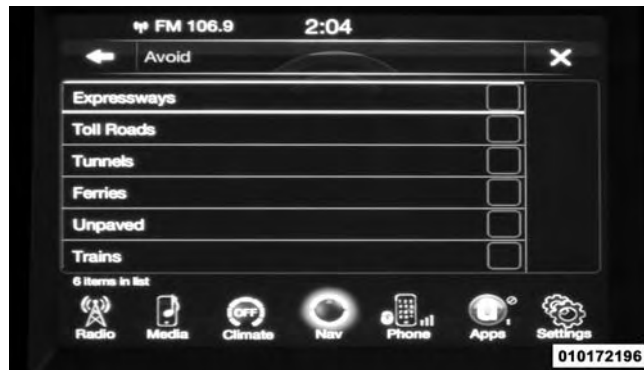 FM 106.9 2:04
Avoid
Expressways
Toll Roads
Tunnels
Ferries
Unpaved
Trains
6 items in list
OFF
Radio Media Climate Nav Phone Apps Settings
010172196